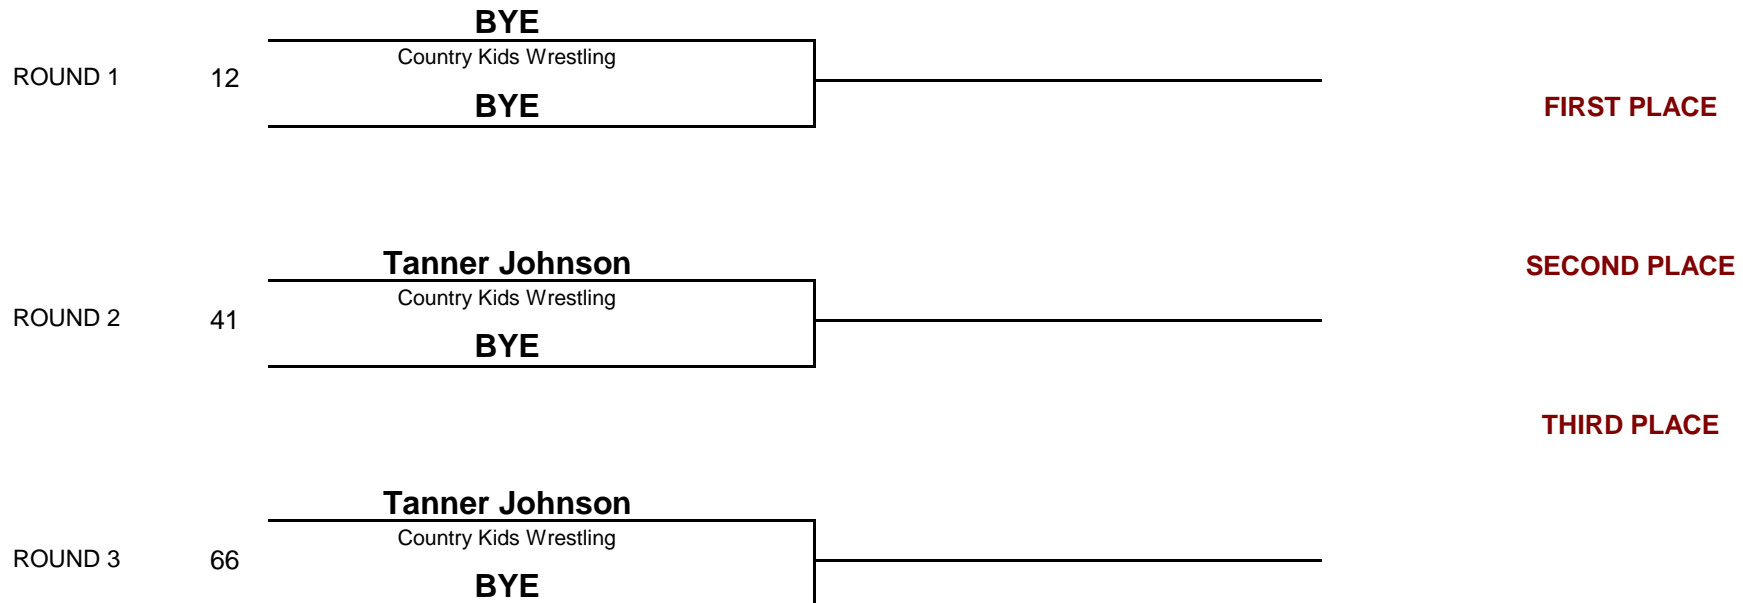 BYE
Country Kids Wrestling
ROUND 1 12
BYE
FIRST PLACE
Tanner Johnson
SECOND PLACE
Country Kids Wrestling
ROUND 2 41
BYE
THIRD PLACE
Tanner Johnson
Country Kids Wrestling
ROUND 3 66
BYE